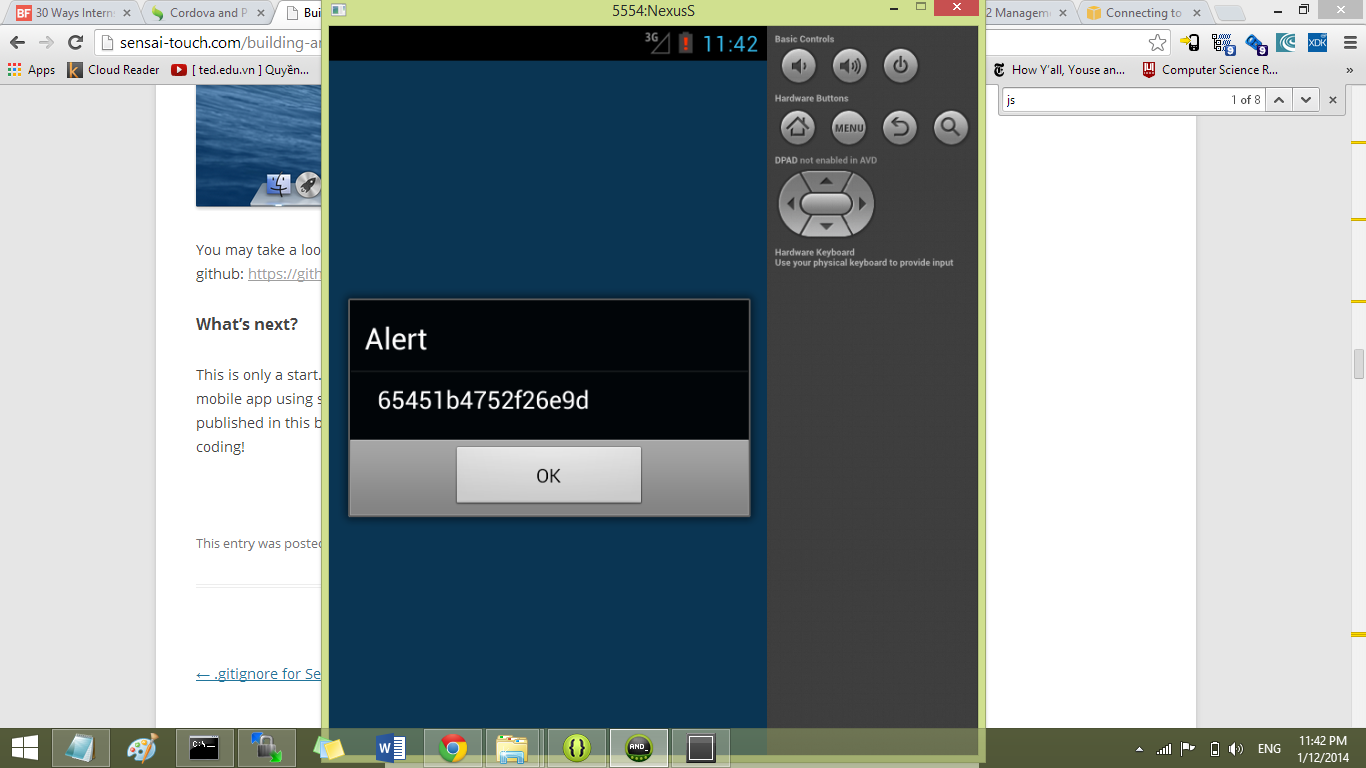 30 Ways Intern
Cordova and P
Bui
5554:NexusS
2 Managem
Connecting to
sensai-touch.com/building-an
Apps
Cloud Reader
[ ted.edu.vn ] Quyền...
How Y'all, Youse an...
Computer Science R...
»
js
1 of 8
3G
11:42
Basic Controls
Hardware Buttons
MENU
DPAD not enabled in AVD
Hardware Keyboard
Use your physical keyboard to provide input
You may take a loo
github: https://gith
What's next?
This is only a start.
mobile app using s
published in this b
coding!
This entry was posted
← .gitignore for Se
Alert
65451b4752f26e9d
OK
ENG
11:42 PM
1/12/2014